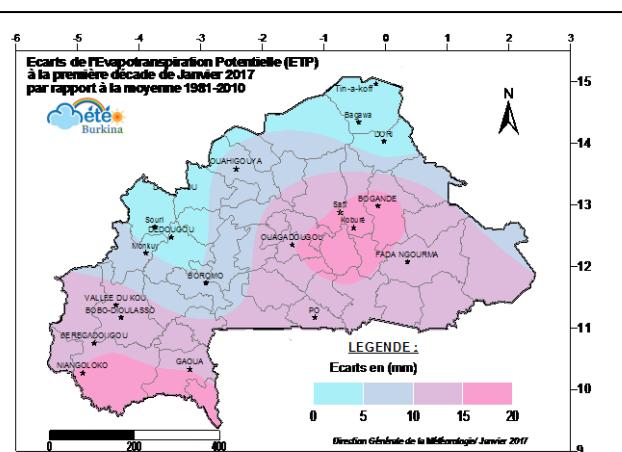 -6 -5 -4 -3 -2 -1 0 1 2 3
Ecarts de l'Evapotranspiration Potentielle (ETP)
à la première décade de Janvier 2017
par rapport à la moyenne 1981-2010
été
Burkina
N
15
14
13
12
11
10
9
Tin-a-koff
Bagawa
DORI
OUAHIGOUYA
BOGANDE
Safi
Kouburé
Souri
DEDOUGOU
OUAGADOUGOU
Monkuy
FADA NGOURMA
BOROMO
VALLEE DU KOU
BOBO-DIOULASSO
PO
BEREGADOUGOU
NIANGOLOKO
GAOUA
LEGENDE :
Ecarts en (mm)
0 5 10 15 20
0 200 400
Direction Générale de la Météorologie/ Janvier 2017